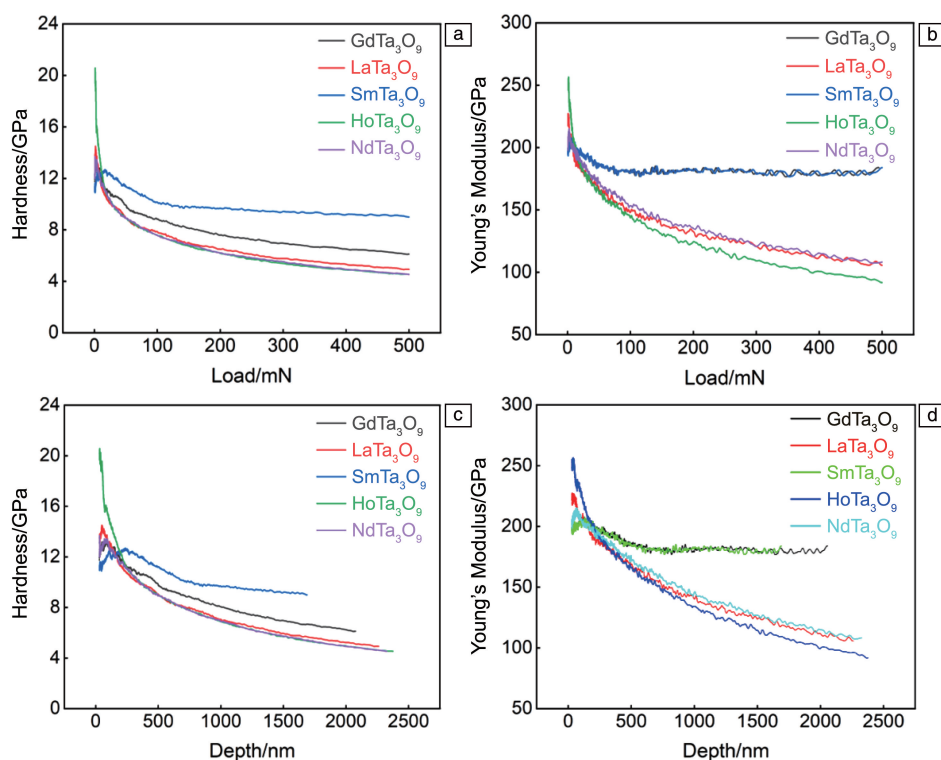 24
20
16
12
8
4
0
Hardness/GPa
GdTa₃O₉
LaTa₃O₉
SmTa₃O₉
HoTa₃O₉
NdTa₃O₉
a
0 100 200 300 400 500
Load/mN
300
250
200
150
100
50
Young's Modulus/GPa
GdTa₃O₉
LaTa₃O₉
SmTa₃O₉
HoTa₃O₉
NdTa₃O₉
b
0 100 200 300 400 500
Load/mN
24
20
16
12
8
4
0
Hardness/GPa
GdTa₃O₉
LaTa₃O₉
SmTa₃O₉
HoTa₃O₉
NdTa₃O₉
c
0 500 1000 1500 2000 2500
Depth/nm
300
250
200
150
100
50
Young's Modulus/GPa
GdTa₃O₉
LaTa₃O₉
SmTa₃O₉
HoTa₃O₉
NdTa₃O₉
d
0 500 1000 1500 2000 2500
Depth/nm